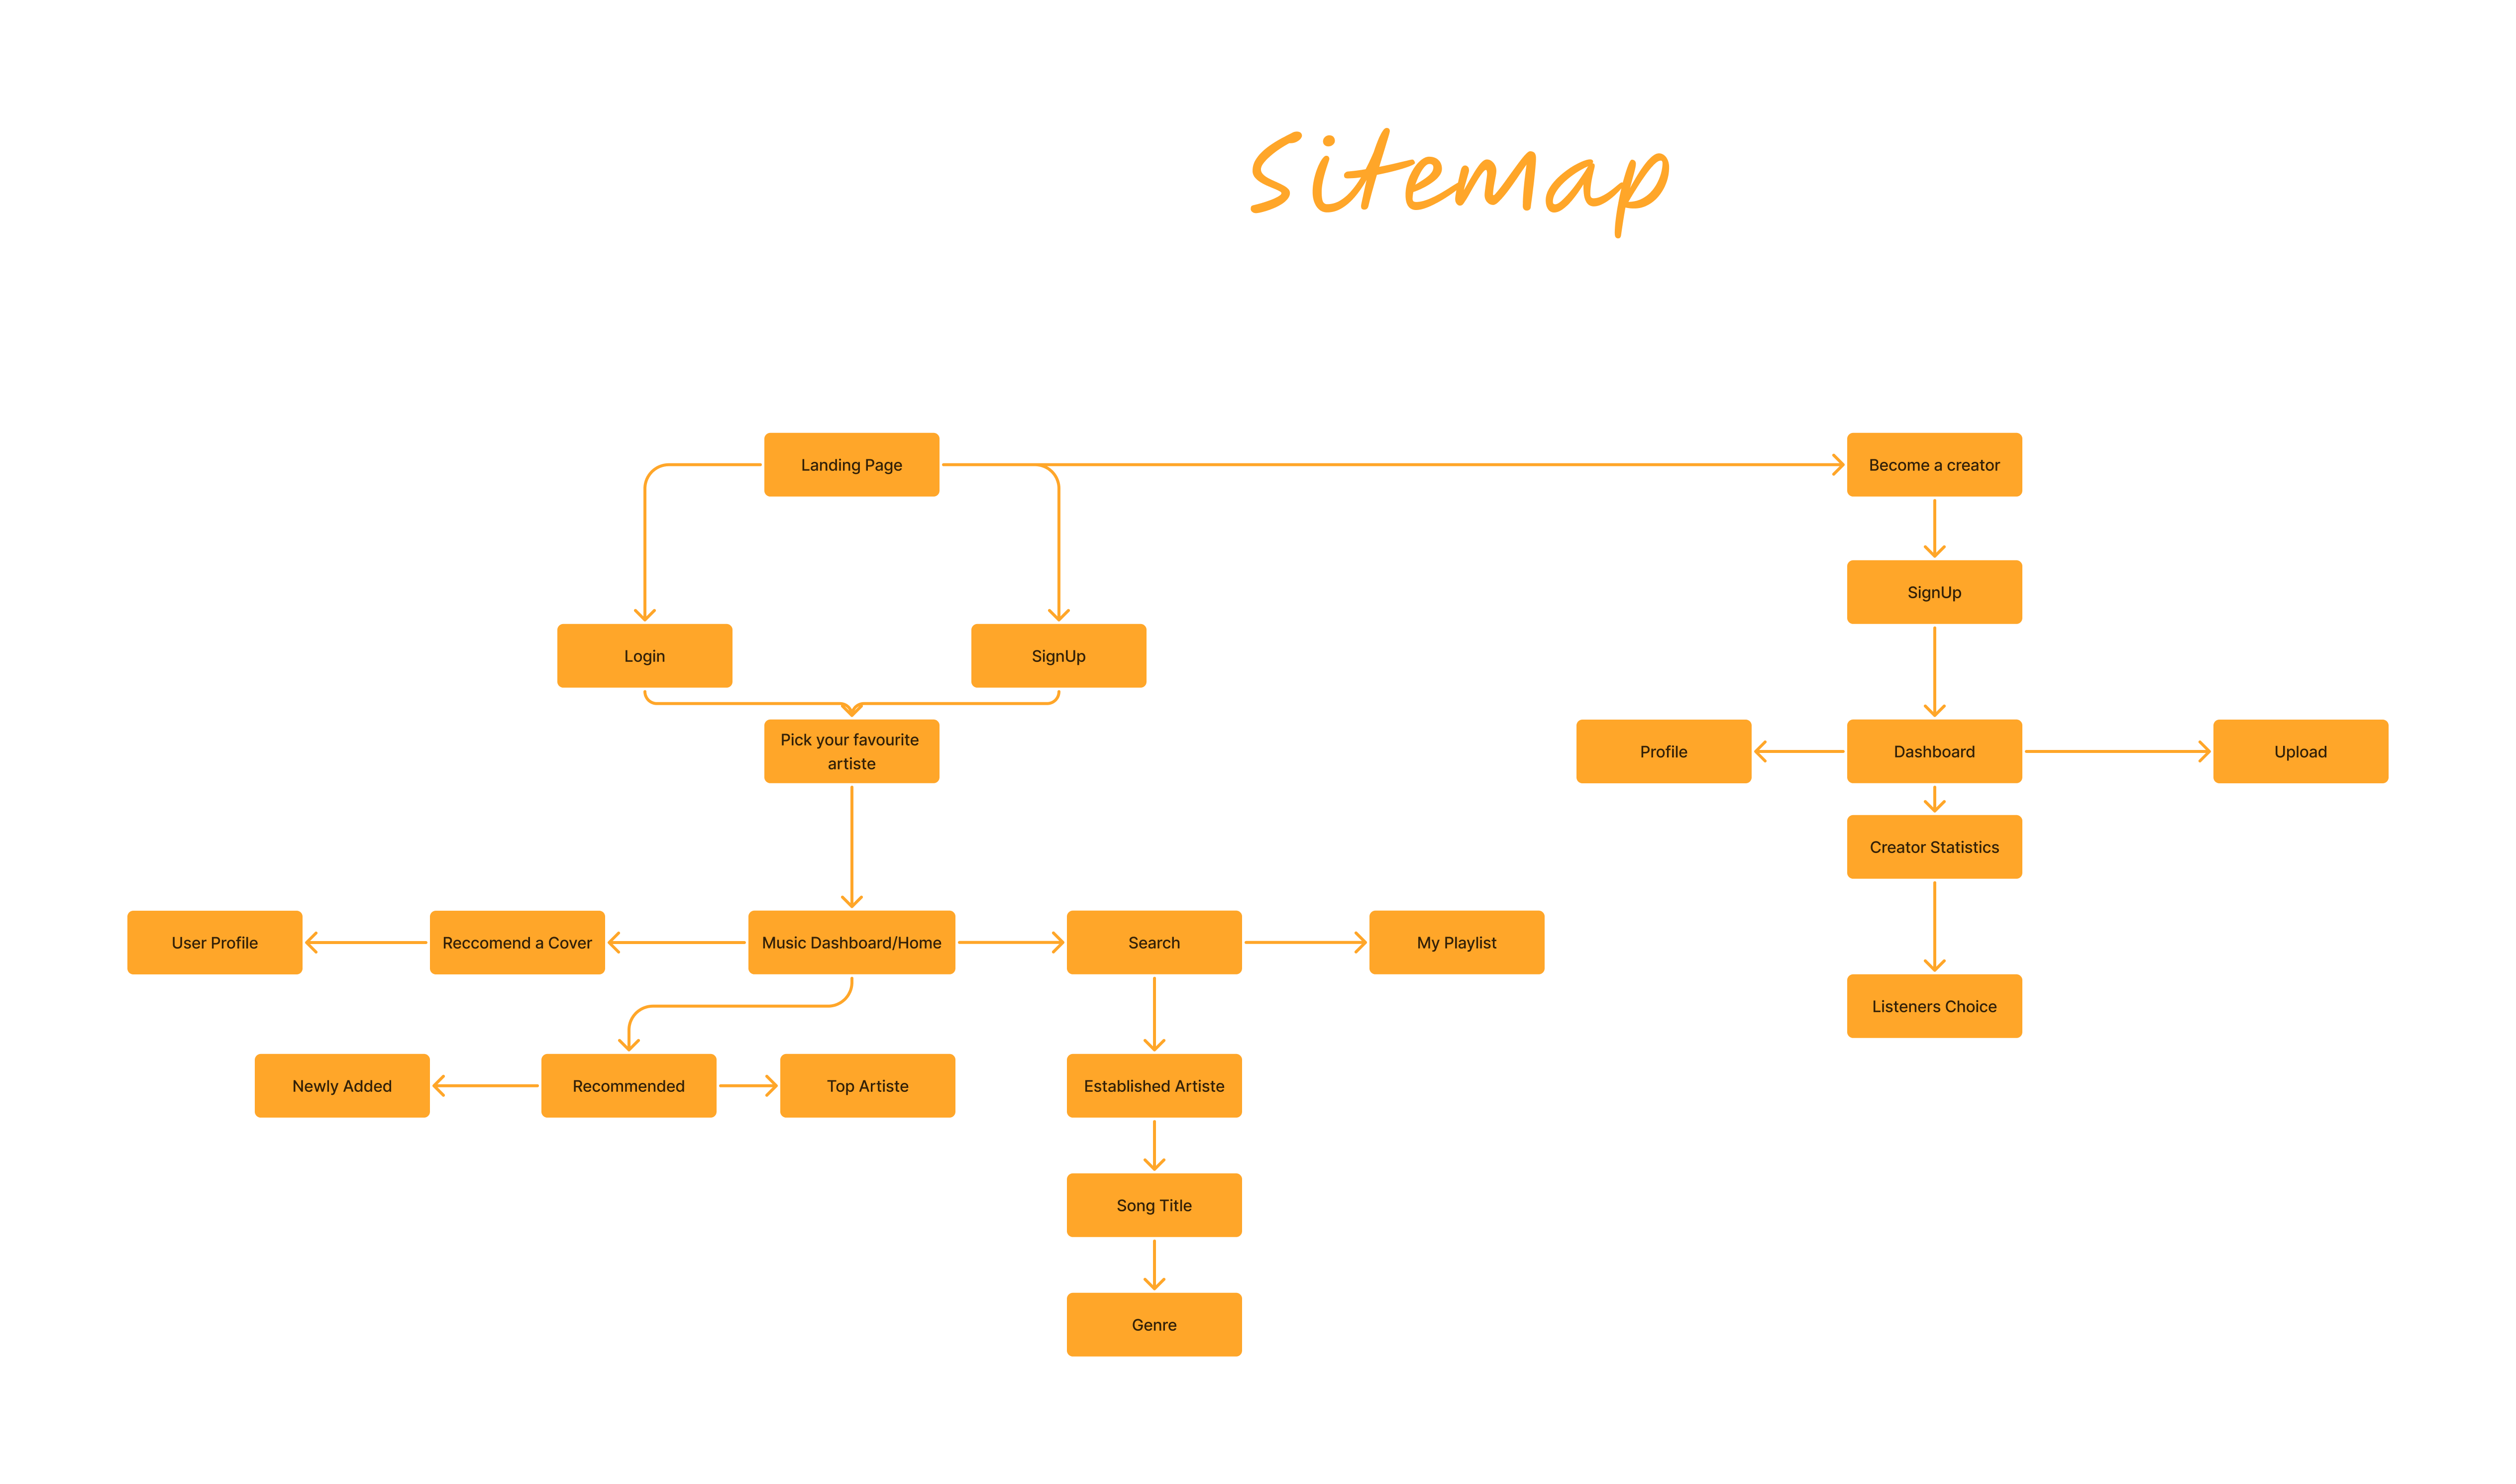 Sitemap
Landing Page
Become a creator
SignUp
Login
SignUp
Pick your favourite
artiste
Profile
Dashboard
Upload
Creator Statistics
User Profile
Reccomend a Cover
Music Dashboard/Home
Search
My Playlist
Listeners Choice
Newly Added
Recommended
Top Artiste
Established Artiste
Song Title
Genre